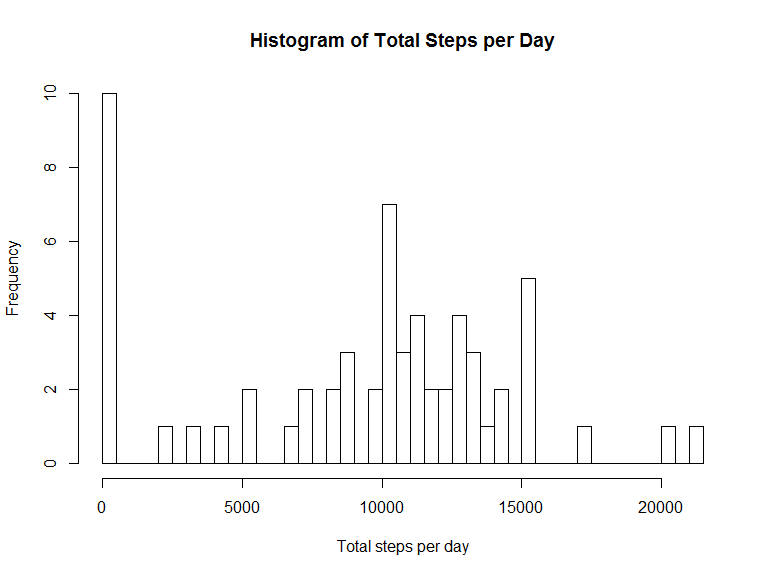 Histogram of Total Steps per Day
Frequency
10
8
6
4
2
0
0 5000 10000 15000 20000
Total steps per day